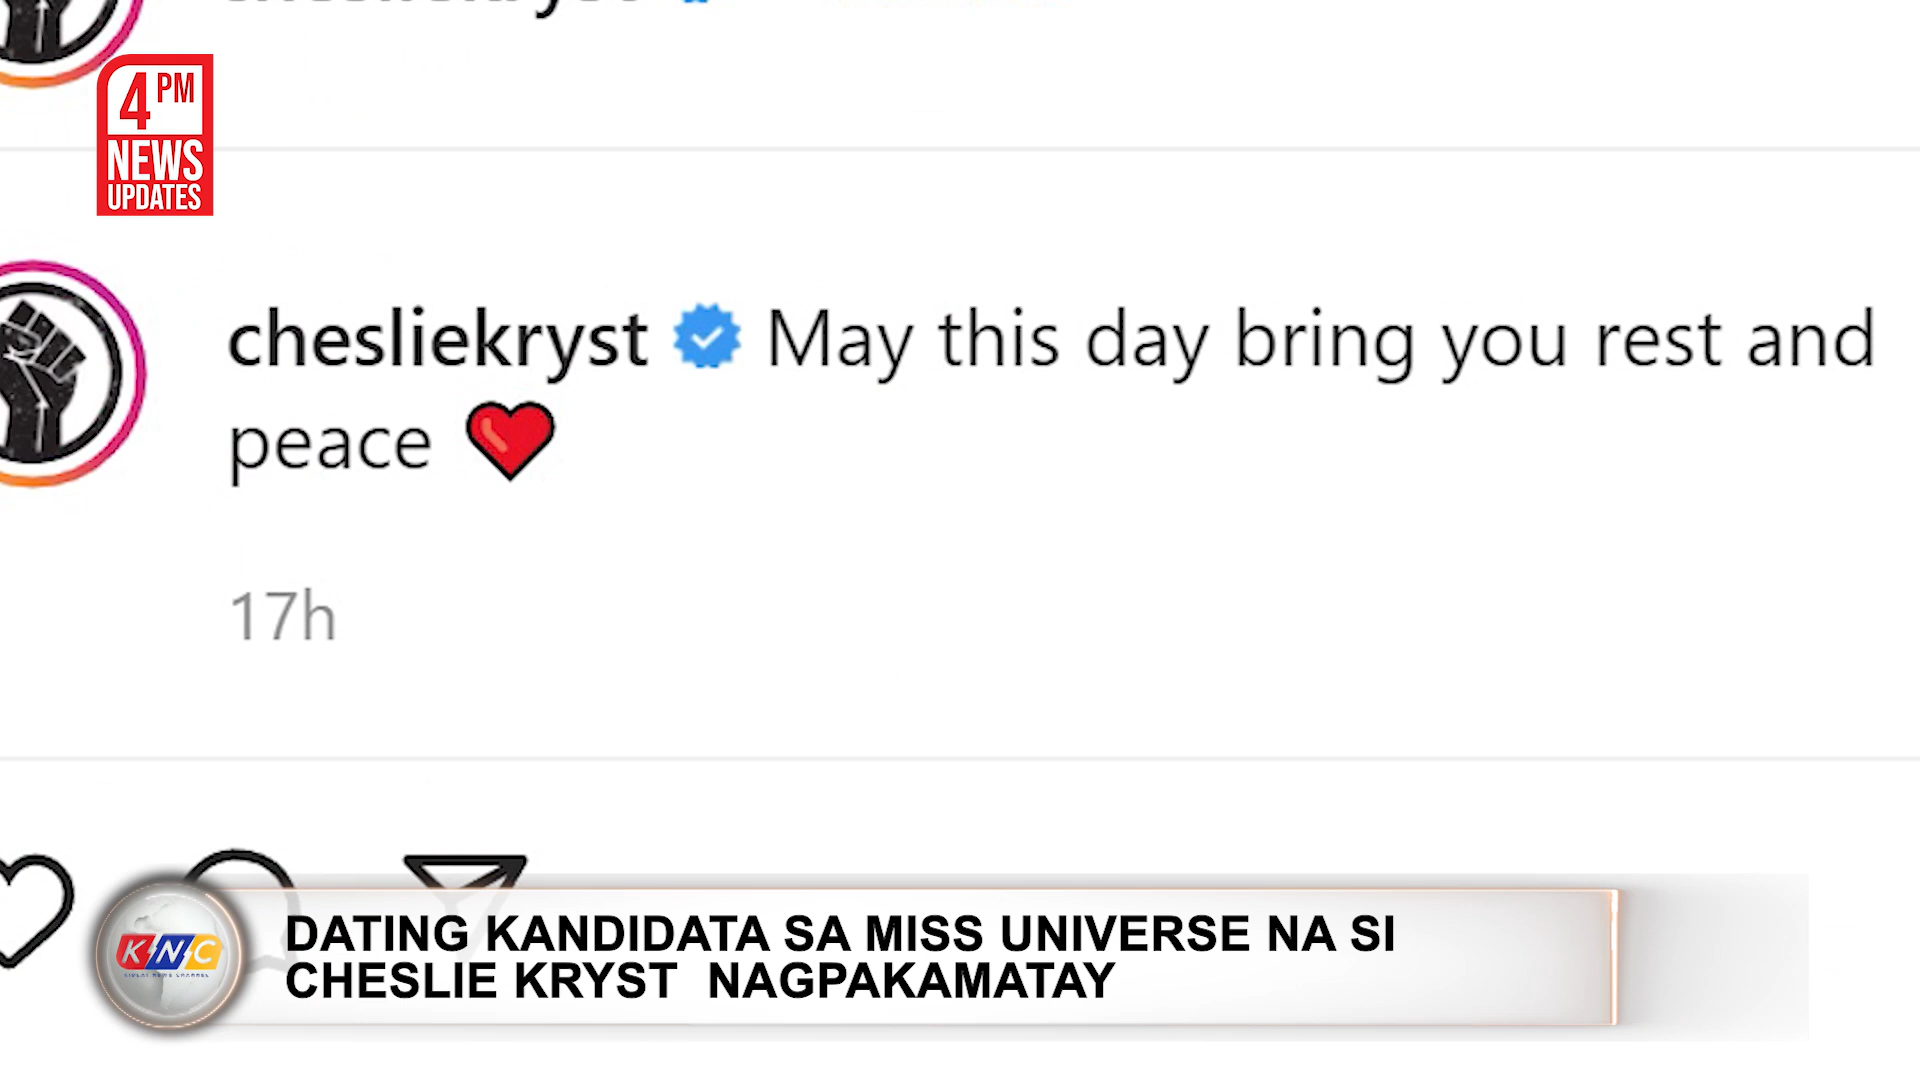 4 PM
NEWS
UPDATES
chesliekryst May this day bring you rest and
peace ❤️
17h
KNC
DATING KANDIDATA SA MISS UNIVERSE NA SI
CHESLIE KRYST NAGPAKAMATAY